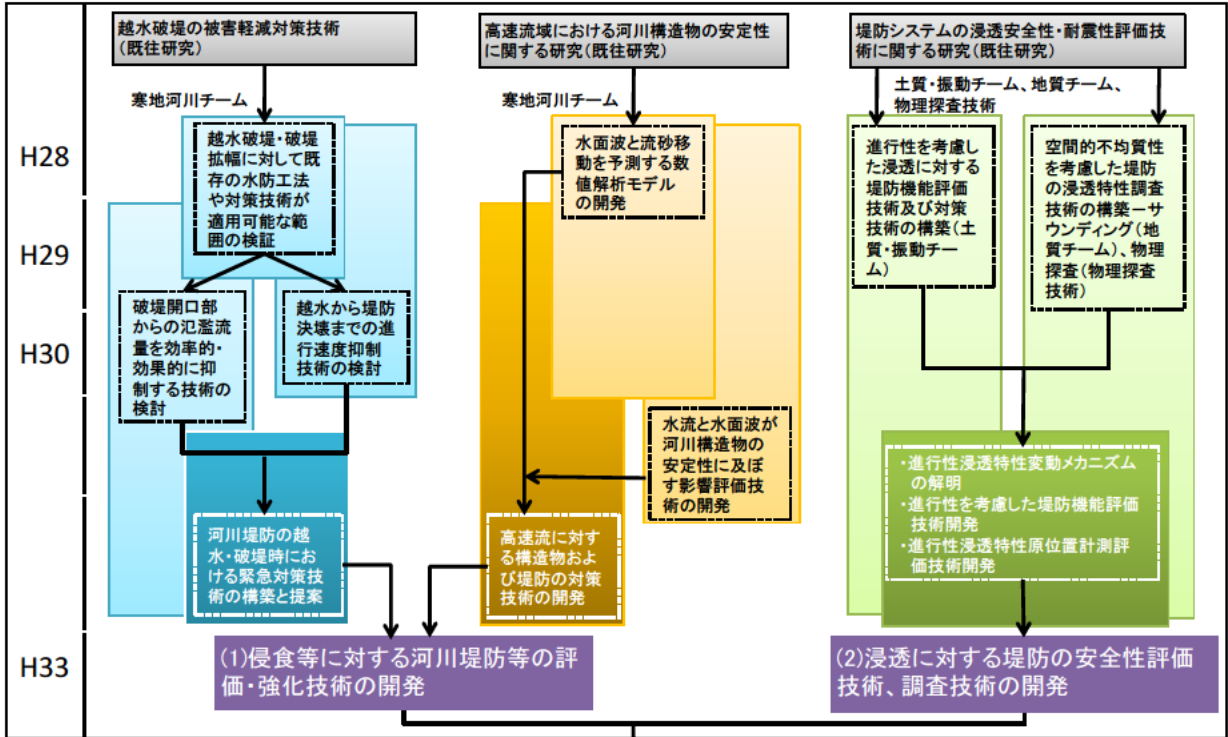 越水破堤の被害軽減対策技術
(既往研究)
高速流域における河川構造物の安定性
に関する研究(既往研究)
堤防システムの浸透安全性・耐震性評価技
術に関する研究(既往研究)
寒地河川チーム
寒地河川チーム
土質・振動チーム、地質チーム、
物理探査技術
H28
H29
H30
H33
越水破堤・破堤
拡幅に対して既
存の水防工法
や対策技術が
適用可能な範
囲の検証
破堤開口部
からの氾濫流
量を効率的・
効果的に抑
制する技術の
検討
越水から堤防
決壊までの進
行速度抑制
技術の検討
河川堤防の越
水・破堤時にお
ける緊急対策技
術の構築と提案
水面波と流砂移
動を予測する数
値解析モデル
の開発
水流と水面波が
河川構造物の
安定性に及ぼ
す影響評価技
術の開発
高速流に対す
る構造物およ
び堤防の対策
技術の開発
進行性を考慮し
た浸透に対する
堤防機能評価
技術及び対策
技術の構築(土
質・振動チー
ム)
空間的不均質性
を考慮した堤防
の浸透特性調査
技術の構築ーサ
ウンディング(地
質チーム)、物理
探査(物理探査
技術)
・進行性浸透特性変動メカニズム
の解明
・進行性を考慮した堤防機能評価
技術開発
・進行性浸透特性原位置計測評
価技術開発
(1)侵食等に対する河川堤防等の評
価・強化技術の開発
(2)浸透に対する堤防の安全性評価
技術、調査技術の開発